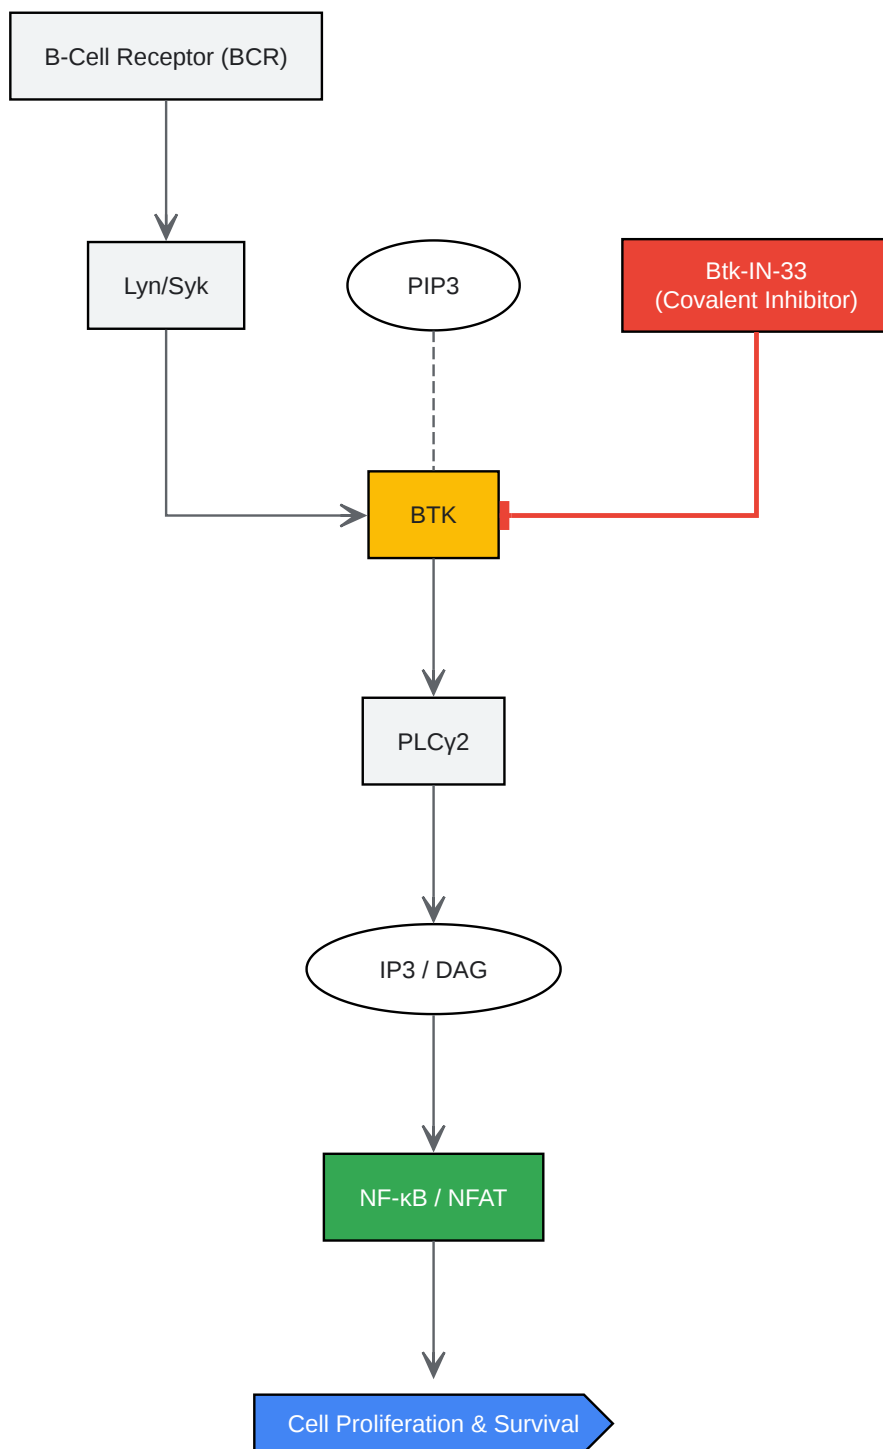 B-Cell Receptor (BCR)
Lyn/Syk
PIP3
Btk-IN-33
(Covalent Inhibitor)
BTK
PLCγ2
IP3 / DAG
NF-κB / NFAT
Cell Proliferation & Survival